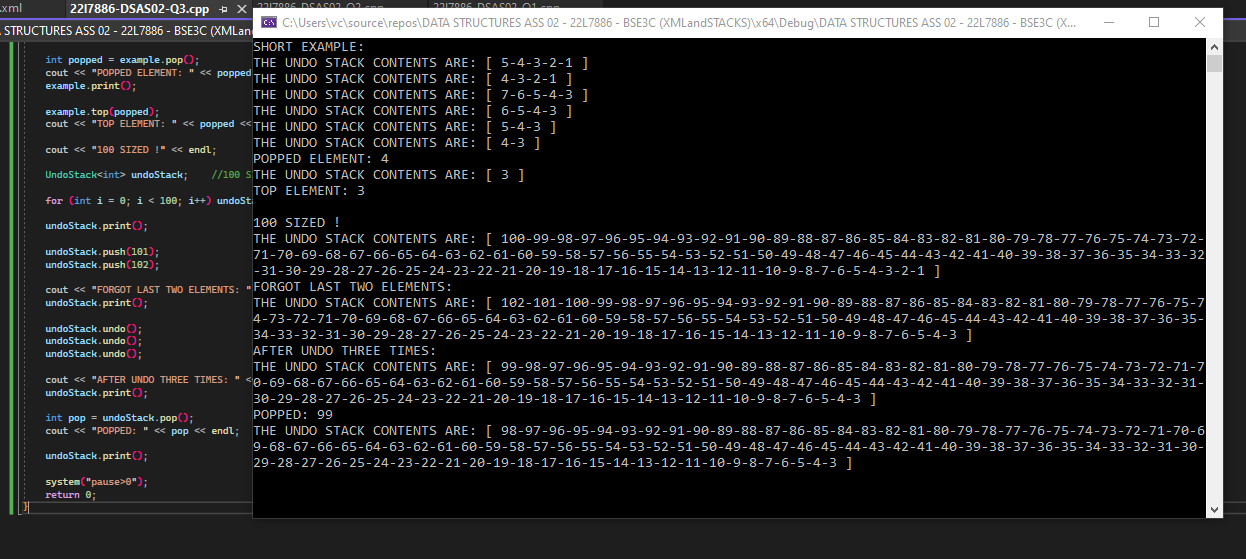 .xml
22l7886-DSAS02-Q3.cpp
A STRUCTURES ASS 02 - 22L7886 - BSE3C (XMLan
int popped = example.pop();
cout << "POPPED ELEMENT: " << popped
example.print();
example.top(popped);
cout << "TOP ELEMENT: " << popped <<
cout << "100 SIZED !" << endl;
UndoStack<int> undoStack; //100 S
for (int i = 0; i < 100; i++) undoSt
undoStack.print();
undoStack.push(101);
undoStack.push(102);
cout << "FORGOT LAST TWO ELEMENTS: "
undoStack.print();
undoStack.undo();
undoStack.undo();
undoStack.undo();
cout << "AFTER UNDO THREE TIMES: " <
undoStack.print();
int pop = undoStack.pop();
cout << "POPPED: " << pop << endl;
undoStack.print();
system("pause>0");
return 0;
}
C:\Users\vc\source\repos\DATA STRUCTURES ASS 02 - 22L7886 - BSE3C (XMLandSTACKS)\x64\Debug\DATA STRUCTURES ASS 02 - 22L7886 - BSE3C (X...
SHORT EXAMPLE:
THE UNDO STACK CONTENTS ARE: [ 5-4-3-2-1 ]
THE UNDO STACK CONTENTS ARE: [ 4-3-2-1 ]
THE UNDO STACK CONTENTS ARE: [ 7-6-5-4-3 ]
THE UNDO STACK CONTENTS ARE: [ 6-5-4-3 ]
THE UNDO STACK CONTENTS ARE: [ 5-4-3 ]
THE UNDO STACK CONTENTS ARE: [ 4-3 ]
POPPED ELEMENT: 4
THE UNDO STACK CONTENTS ARE: [ 3 ]
TOP ELEMENT: 3
100 SIZED !
THE UNDO STACK CONTENTS ARE: [ 100-99-98-97-96-95-94-93-92-91-90-89-88-87-86-85-84-83-82-81-80-79-78-77-76-75-74-73-72-
71-70-69-68-67-66-65-64-63-62-61-60-59-58-57-56-55-54-53-52-51-50-49-48-47-46-45-44-43-42-41-40-39-38-37-36-35-34-33-32
-31-30-29-28-27-26-25-24-23-22-21-20-19-18-17-16-15-14-13-12-11-10-9-8-7-6-5-4-3-2-1 ]
FORGOT LAST TWO ELEMENTS:
THE UNDO STACK CONTENTS ARE: [ 102-101-100-99-98-97-96-95-94-93-92-91-90-89-88-87-86-85-84-83-82-81-80-79-78-77-76-75-7
4-73-72-71-70-69-68-67-66-65-64-63-62-61-60-59-58-57-56-55-54-53-52-51-50-49-48-47-46-45-44-43-42-41-40-39-38-37-36-35-
34-33-32-31-30-29-28-27-26-25-24-23-22-21-20-19-18-17-16-15-14-13-12-11-10-9-8-7-6-5-4-3 ]
AFTER UNDO THREE TIMES:
THE UNDO STACK CONTENTS ARE: [ 99-98-97-96-95-94-93-92-91-90-89-88-87-86-85-84-83-82-81-80-79-78-77-76-75-74-73-72-71-7
0-69-68-67-66-65-64-63-62-61-60-59-58-57-56-55-54-53-52-51-50-49-48-47-46-45-44-43-42-41-40-39-38-37-36-35-34-33-32-31-
30-29-28-27-26-25-24-23-22-21-20-19-18-17-16-15-14-13-12-11-10-9-8-7-6-5-4-3 ]
POPPED: 99
THE UNDO STACK CONTENTS ARE: [ 98-97-96-95-94-93-92-91-90-89-88-87-86-85-84-83-82-81-80-79-78-77-76-75-74-73-72-71-70-6
9-68-67-66-65-64-63-62-61-60-59-58-57-56-55-54-53-52-51-50-49-48-47-46-45-44-43-42-41-40-39-38-37-36-35-34-33-32-31-30-
29-28-27-26-25-24-23-22-21-20-19-18-17-16-15-14-13-12-11-10-9-8-7-6-5-4-3 ]